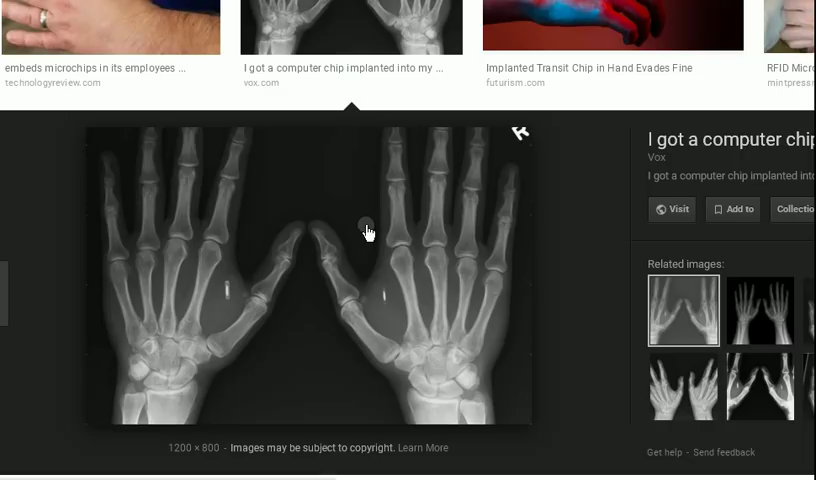 embeds microchips in its employees ...
technologyreview.com
I got a computer chip implanted into my ...
vox.com
Implanted Transit Chip in Hand Evades Fine
futurism.com
RFID Micr
mintpress
R
I got a computer chip
Vox
I got a computer chip implanted into
Visit
Add to
Collectio
Related images:
1200 × 800 - Images may be subject to copyright. Learn More
Get help - Send feedback